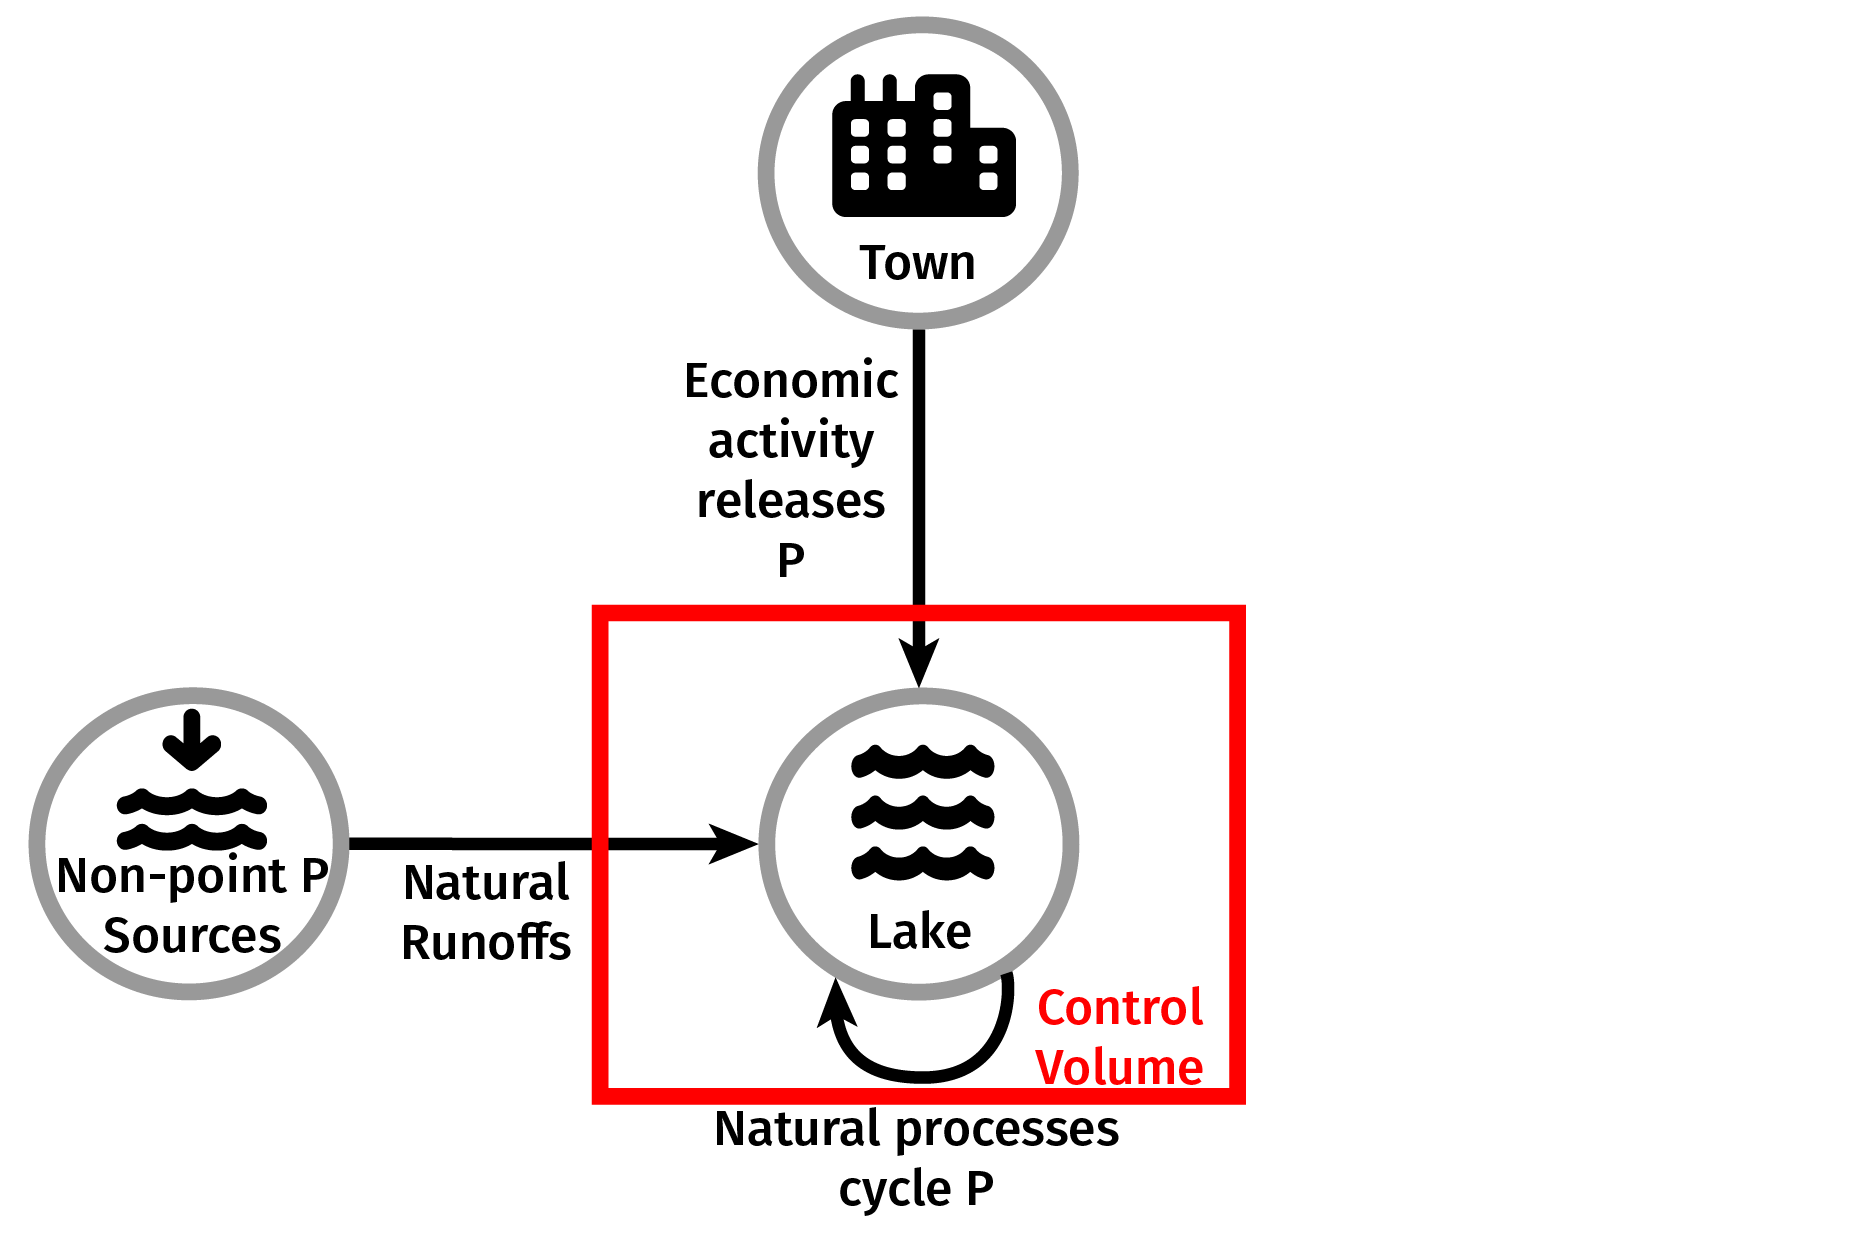 Town
Economic
activity
releases
P
Non-point P
Sources
Natural
Runoffs
Lake
Control
Volume
Natural processes
cycle P